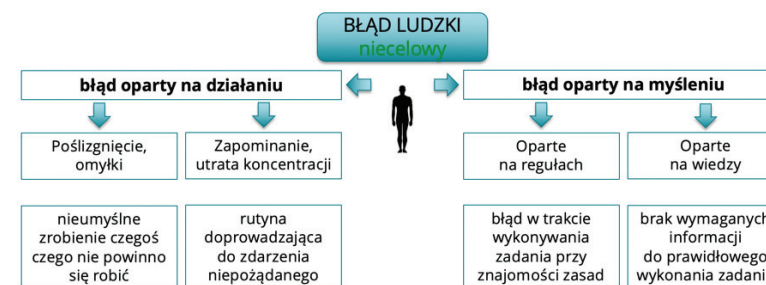 BŁĄD LUDZKI
niecelowy
błąd oparty na działaniu
błąd oparty na myśleniu
Poślizgnięcie,
omyłki
Zapominanie,
utrata koncentracji
Oparte
na regułach
Oparte
na wiedzy
nieumyślne
zrobienie czegoś
czego nie powinno
się robić
rutyna
doprowadzająca
do zdarzenia
niepożądanego
błąd w trakcie
wykonywania
zadania przy
znajomości zasad
brak wymaganych
informacji
do prawidłowego
wykonania zadani